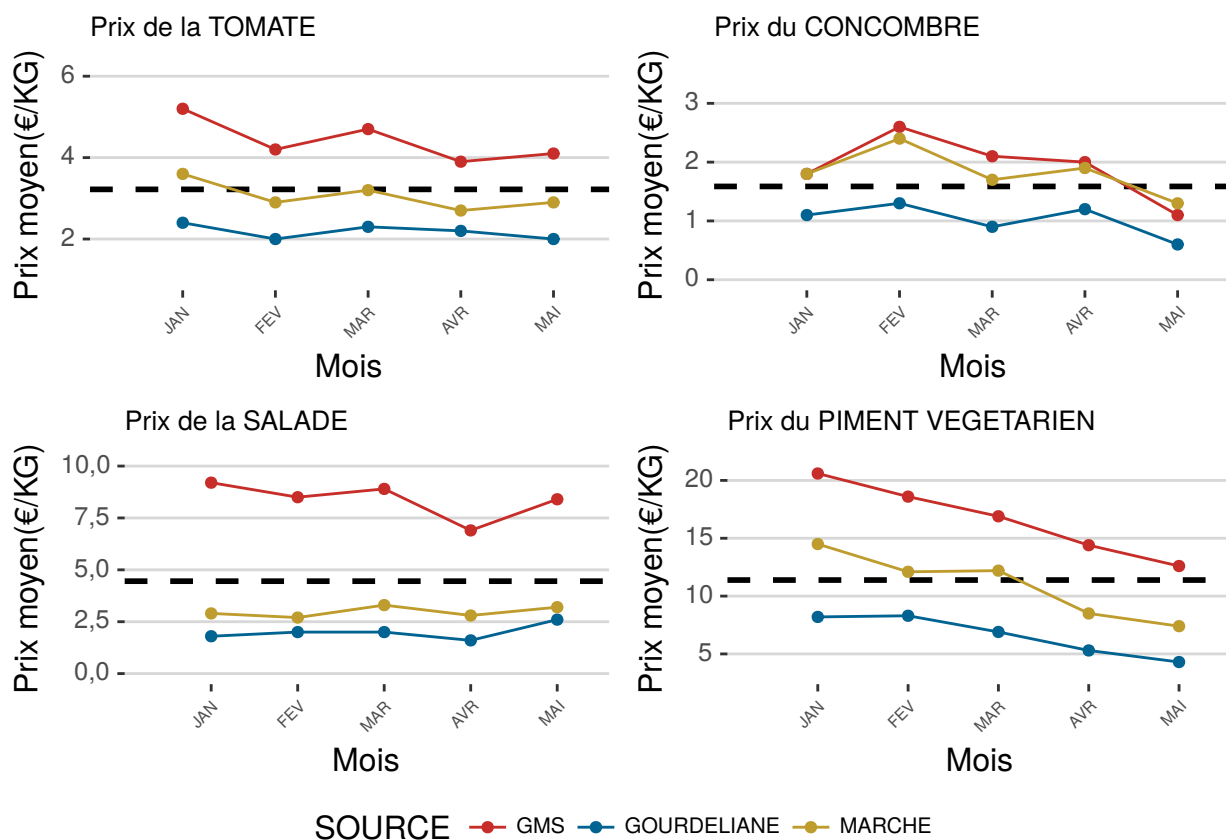 Prix de la TOMATE
Prix moyen(€/KG)
6
4
2
JAN FEV MAR AVR MAI
Mois
Prix du CONCOMBRE
Prix moyen(€/KG)
3
2
1
0
JAN FEV MAR AVR MAI
Mois
Prix de la SALADE
Prix moyen(€/KG)
10,0
7,5
5,0
2,5
0,0
JAN FEV MAR AVR MAI
Mois
Prix du PIMENT VEGETARIEN
Prix moyen(€/KG)
20
15
10
5
JAN FEV MAR AVR MAI
Mois
SOURCE GMS GOURDELIANE MARCHE